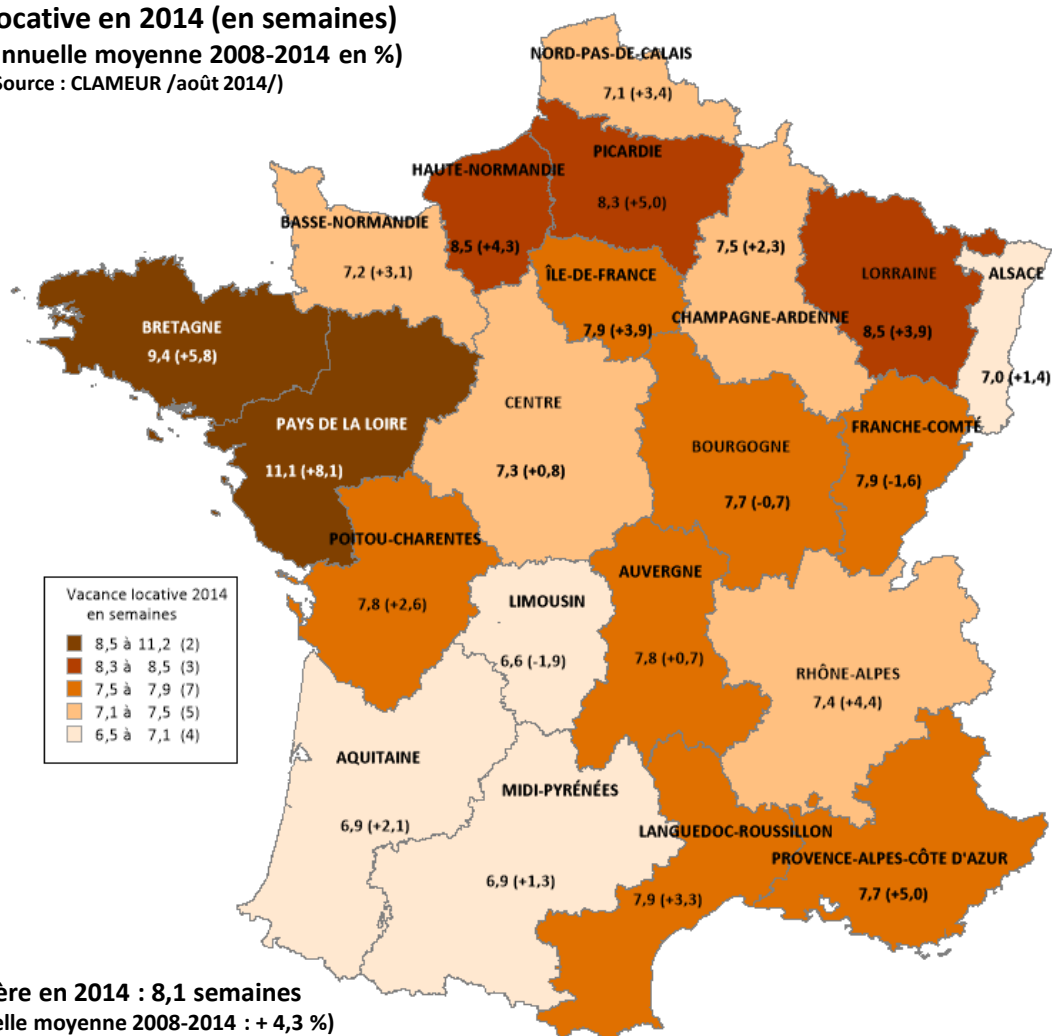 ocative en 2014 (en semaines)
nnuelle moyenne 2008-2014 en %)
Source : CLAMEUR /août 2014/)
NORD-PAS-DE-CALAIS
7,1 (+3,4)
PICARDIE
8,3 (+5,0)
HAUTE-NORMANDIE
8,5 (+4,3)
BASSE-NORMANDIE
7,2 (+3,1)
ÎLE-DE-FRANCE
7,9 (+3,9)
7,5 (+2,3)
CHAMPAGNE-ARDENNE
LORRAINE
8,5 (+3,9)
ALSACE
7,0 (+1,4)
BRETAGNE
9,4 (+5,8)
PAYS DE LA LOIRE
11,1 (+8,1)
CENTRE
7,3 (+0,8)
BOURGOGNE
7,7 (-0,7)
FRANCHE-COMTÉ
7,9 (-1,6)
POITOU-CHARENTES
7,8 (+2,6)
LIMOUSIN
6,6 (-1,9)
AUVERGNE
7,8 (+0,7)
RHÔNE-ALPES
7,4 (+4,4)
AQUITAINE
6,9 (+2,1)
MIDI-PYRÉNÉES
6,9 (+1,3)
LANGUEDOC-ROUSSILLON
7,9 (+3,3)
PROVENCE-ALPES-CÔTE D'AZUR
7,7 (+5,0)
Vacance locative 2014
en semaines
8,5 à 11,2 (2)
8,3 à 8,5 (3)
7,5 à 7,9 (7)
7,1 à 7,5 (5)
6,5 à 7,1 (4)
ère en 2014 : 8,1 semaines
elle moyenne 2008-2014 : + 4,3 %)